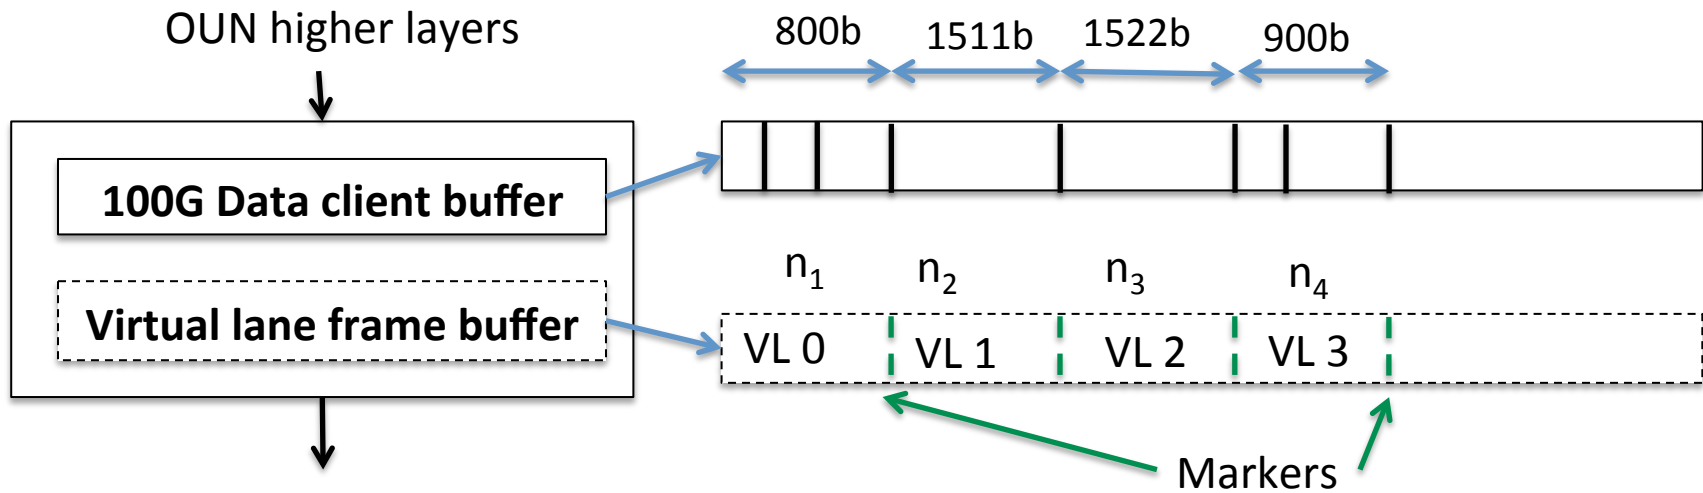 OUN higher layers
800b 1511b 1522b 900b
100G Data client buffer
n1 n2 n3 n4
Virtual lane frame buffer
VL 0 VL 1 VL 2 VL 3
Markers